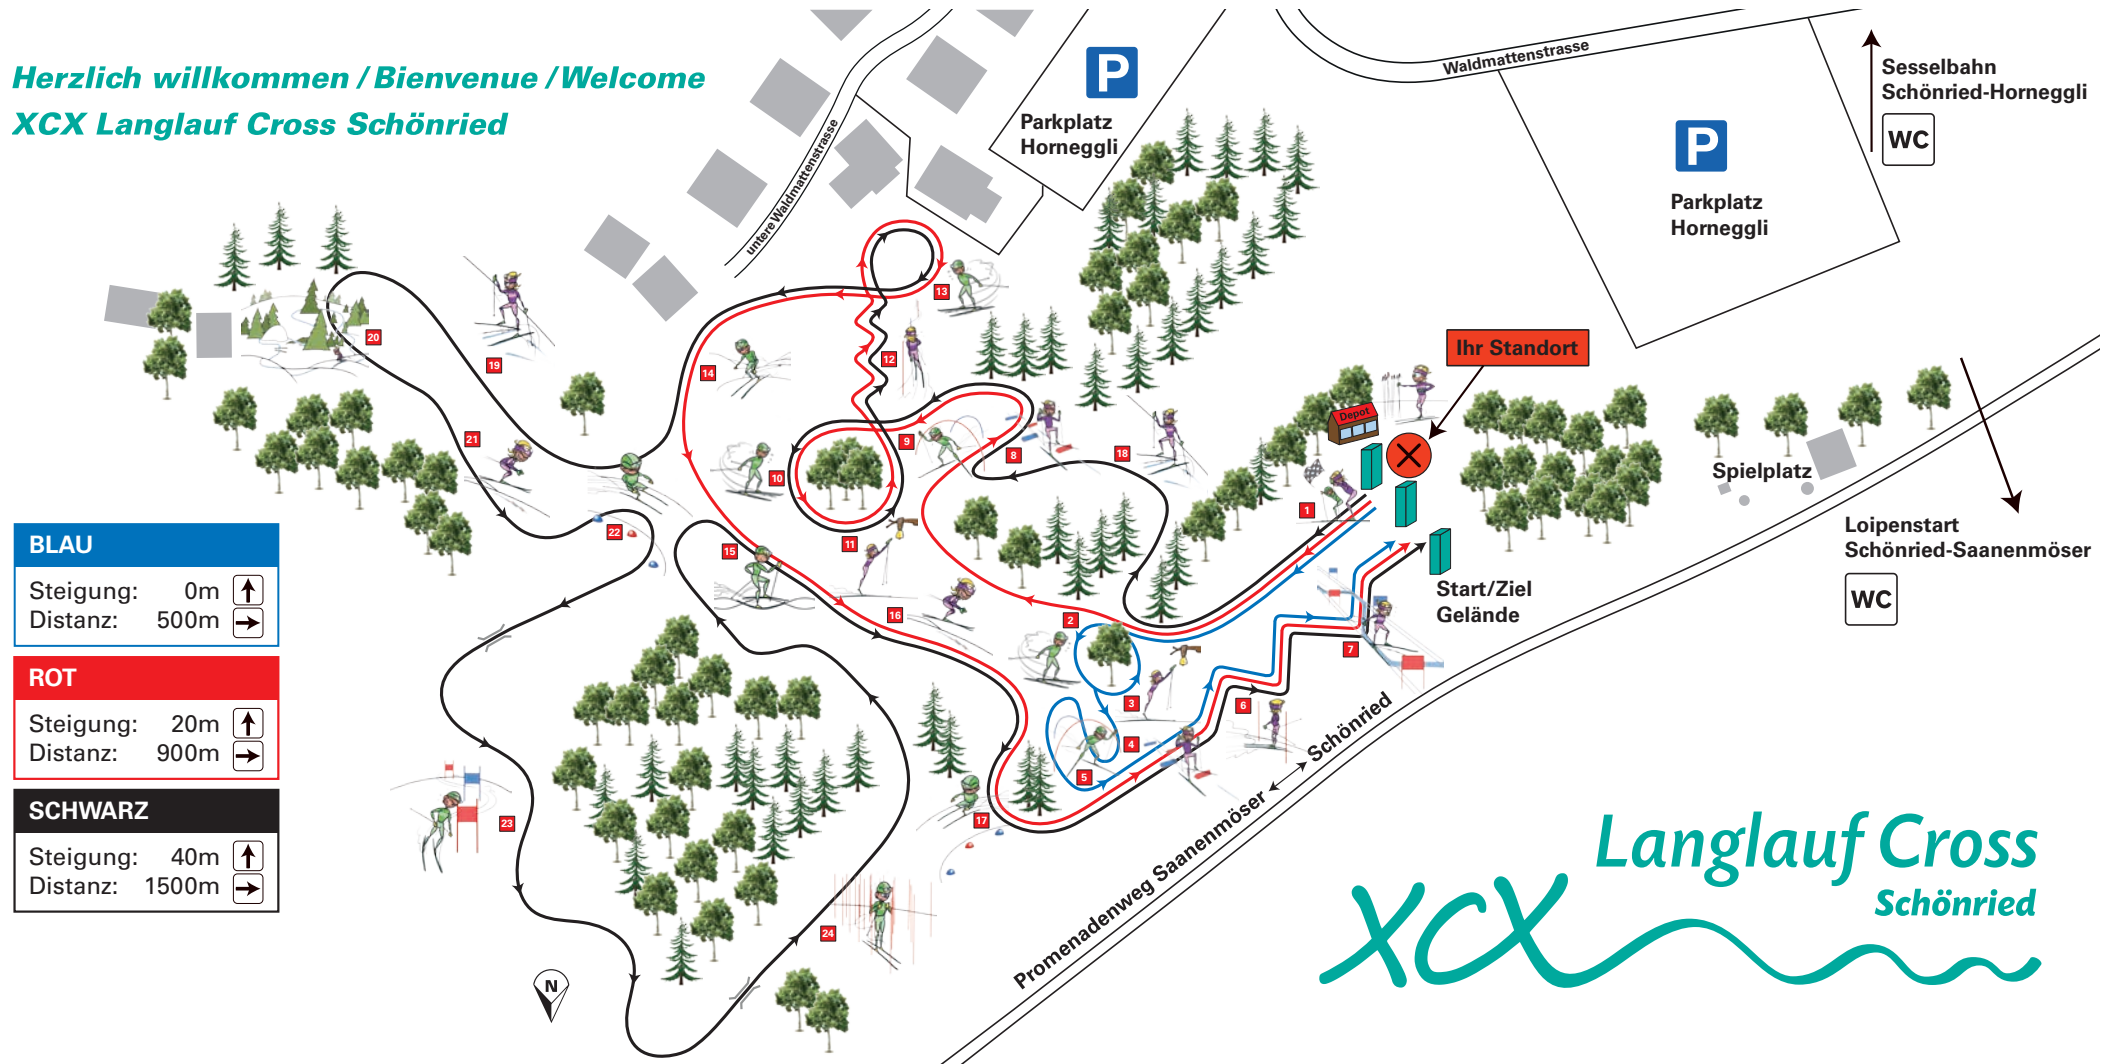 Herzlich willkommen / Bienvenue / Welcome
XCX Langlauf Cross Schönried
Waldmattenstrasse
Sesselbahn
Schönried-Horneggli
WC
P
Parkplatz
Horneggli
P
Parkplatz
Horneggli
untere Waldmattenstrasse
Ihr Standort
Depot
Spielplatz
Loipenstart
Schönried-Saanenmöser
WC
Start/Ziel
Gelände
Promenadenweg Saanenmöser
Schönried
1
2
3
4
5
6
7
8
9
10
11
12
13
14
15
16
17
18
19
20
21
22
23
24
BLAU
Steigung: 0m
Distanz: 500m
ROT
Steigung: 20m
Distanz: 900m
SCHWARZ
Steigung: 40m
Distanz: 1500m
N
Langlauf Cross
Schönried
XCX